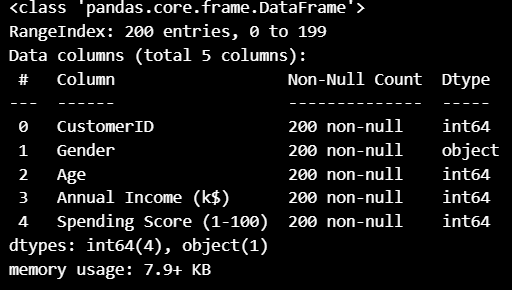 <class 'pandas.core.frame.DataFrame'>
RangeIndex: 200 entries, 0 to 199
Data columns (total 5 columns):
 #   Column                  Non-Null Count  Dtype
---  ------                  --------------  -----
 0   CustomerID              200 non-null    int64
 1   Gender                  200 non-null    object
 2   Age                     200 non-null    int64
 3   Annual Income (k$)      200 non-null    int64
 4   Spending Score (1-100)  200 non-null    int64
dtypes: int64(4), object(1)
memory usage: 7.9+ KB